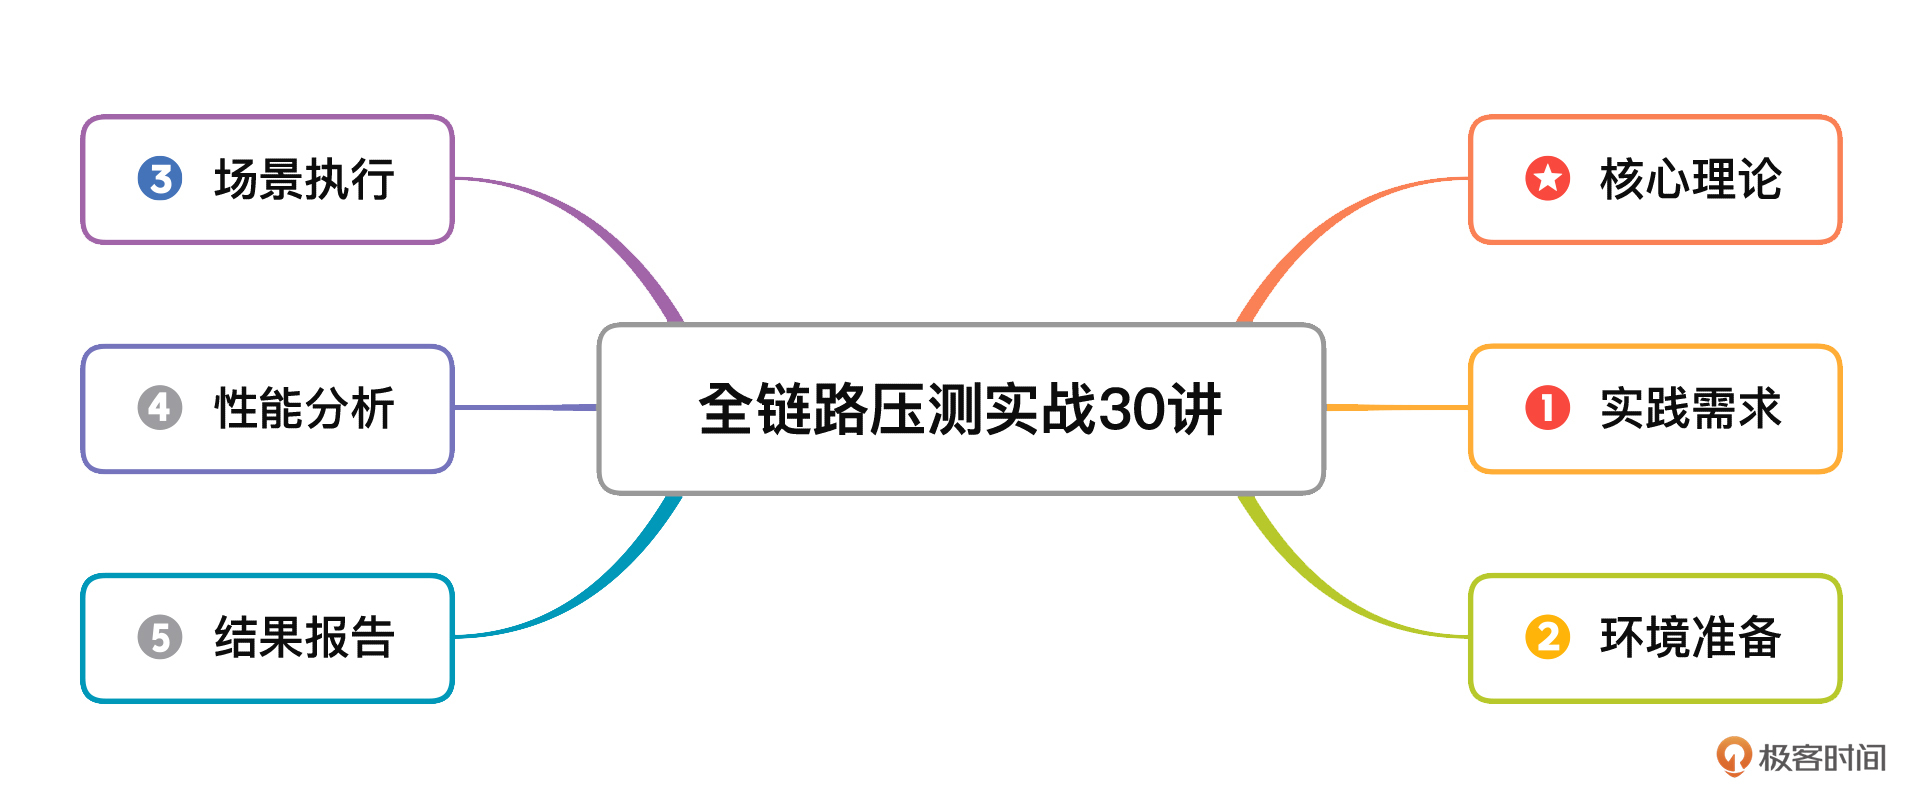 3 场景执行
★ 核心理论
4 性能分析
全链路压测实战30讲
1 实践需求
5 结果报告
2 环境准备
极客时间